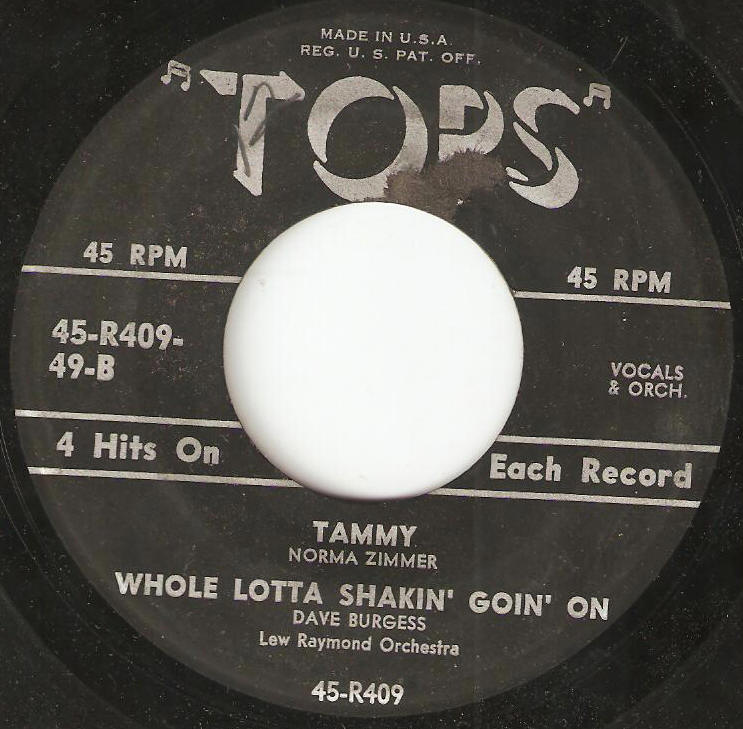 MADE IN U.S.A.
REG. U. S. PAT. OFF.
"TOPS"
45 RPM
45 RPM
45-R409-
49-B
VOCALS
& ORCH.
4 Hits On
Each Record
TAMMY
NORMA ZIMMER
WHOLE LOTTA SHAKIN' GOIN' ON
DAVE BURGESS
Lew Raymond Orchestra
45-R409